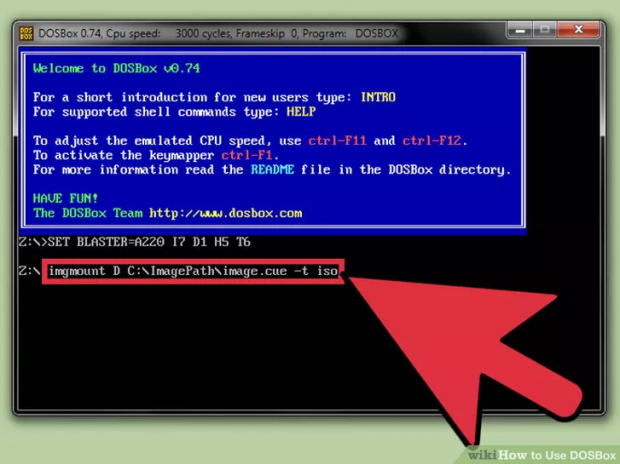 DOSBox 0.74, Cpu speed: 3000 cycles, Frameskip 0, Program: DOSBOX
Welcome to DOSBox v0.74
For a short introduction for new users type: INTRO
For supported shell commands type: HELP
To adjust the emulated CPU speed, use ctrl-F11 and ctrl-F12.
To activate the keymapper ctrl-F1.
For more information read the README file in the DOSBox directory.
HAVE FUN!
The DOSBox Team http://www.dosbox.com
Z:\>SET BLASTER=A220 I7 D1 H5 T6
Z:\ imgmount D C:\ImagePath\image.cue -t iso
wikiHow to Use DOSBox